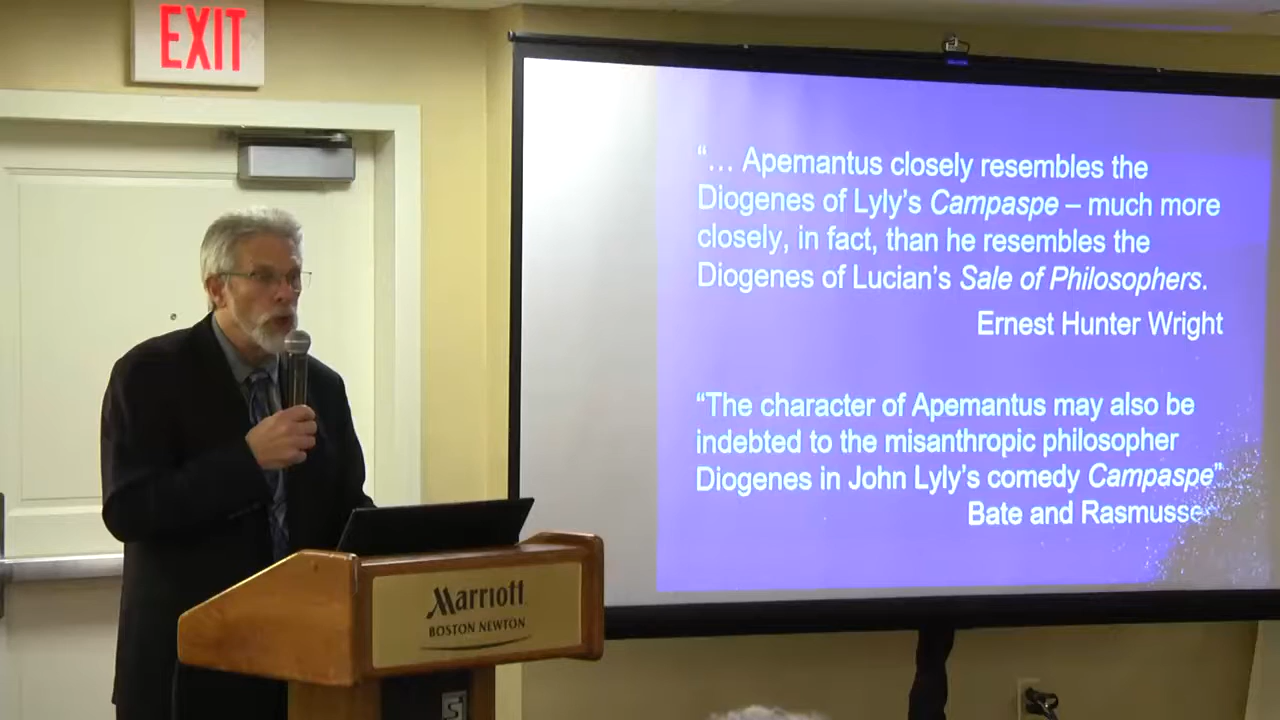 EXIT
“… Apemantus closely resembles the
Diogenes of Lyly’s Campaspe – much more
closely, in fact, than he resembles the
Diogenes of Lucian’s Sale of Philosophers.
Ernest Hunter Wright
“The character of Apemantus may also be
indebted to the misanthropic philosopher
Diogenes in John Lyly’s comedy Campaspe”
Bate and Rasmusse
Marriott
BOSTON NEWTON